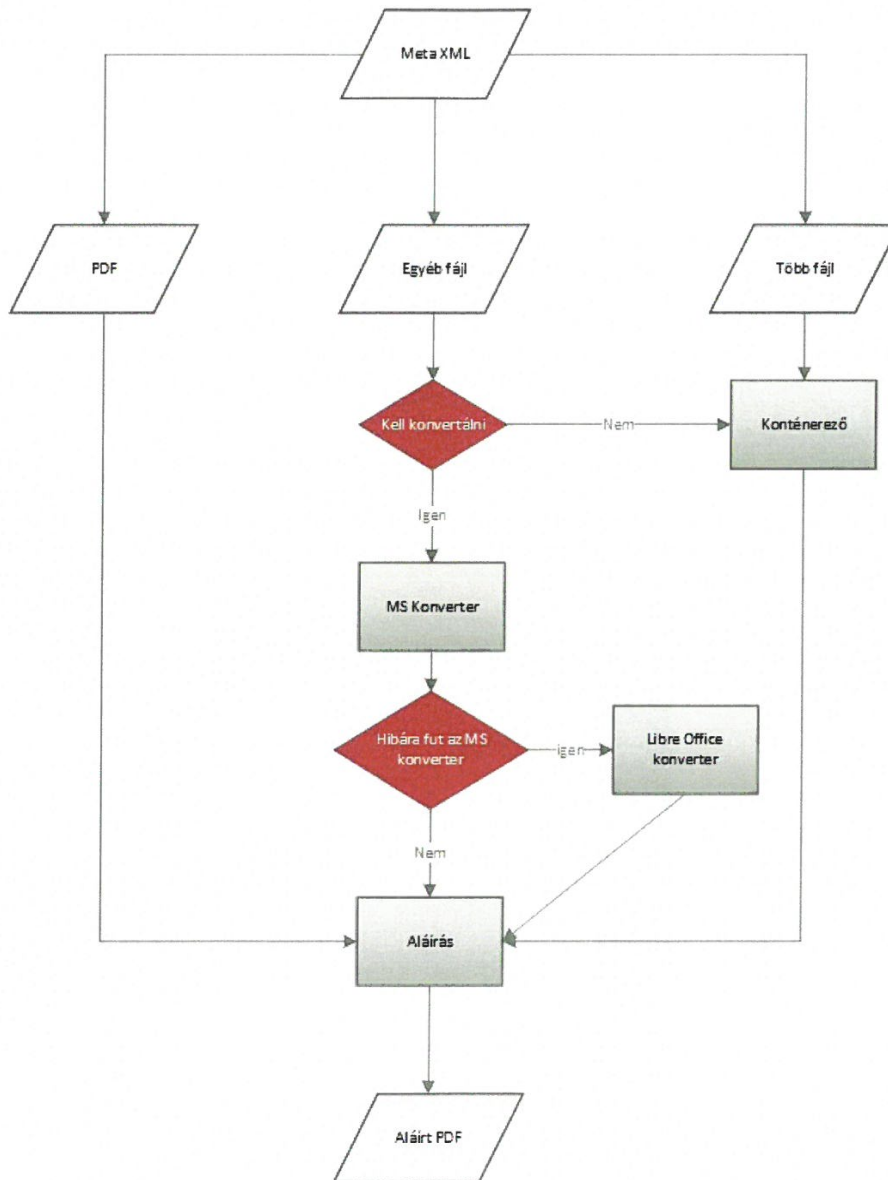 Meta XML
PDF
Egyéb fájl
Több fájl
Kell konvertálni
Nem
Konténerező
Igen
MS Konverter
Hibára fut az MS
konverter
igen
Libre Office
konverter
Nem
Aláírás
Aláírt PDF